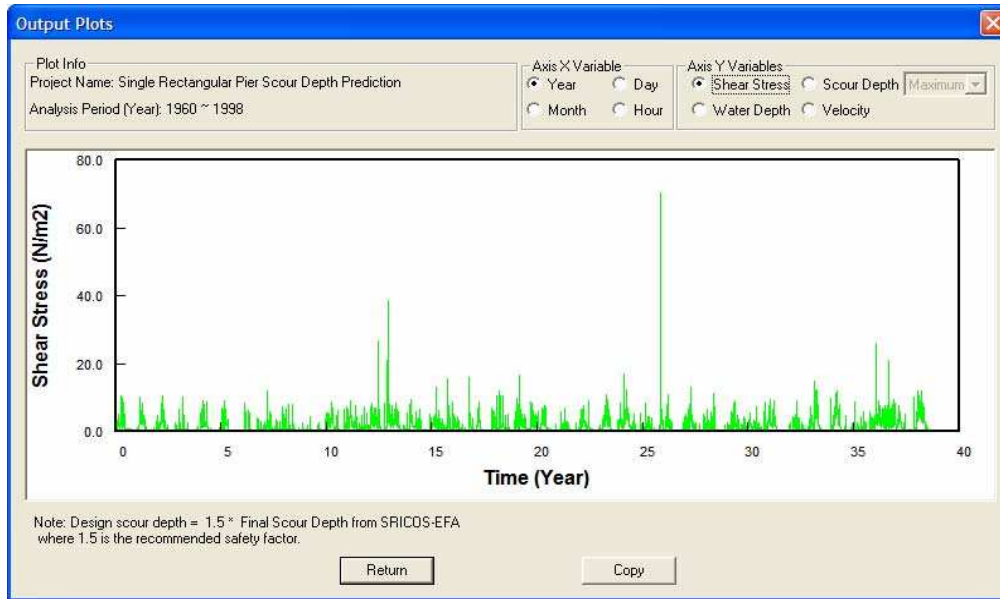 Output Plots
Plot Info
Project Name: Single Rectangular Pier Scour Depth Prediction
Analysis Period (Year): 1960 ~ 1998
Axis X Variable
Year Day
Month Hour
Axis Y Variables
Shear Stress Scour Depth Maximum
Water Depth Velocity
80.0
60.0
40.0
20.0
0.0
Shear Stress (N/m2)
0 5 10 15 20 25 30 35 40
Time (Year)
Note: Design scour depth = 1.5 * Final Scour Depth from SRICOS-EFA
where 1.5 is the recommended safety factor.
Return Copy